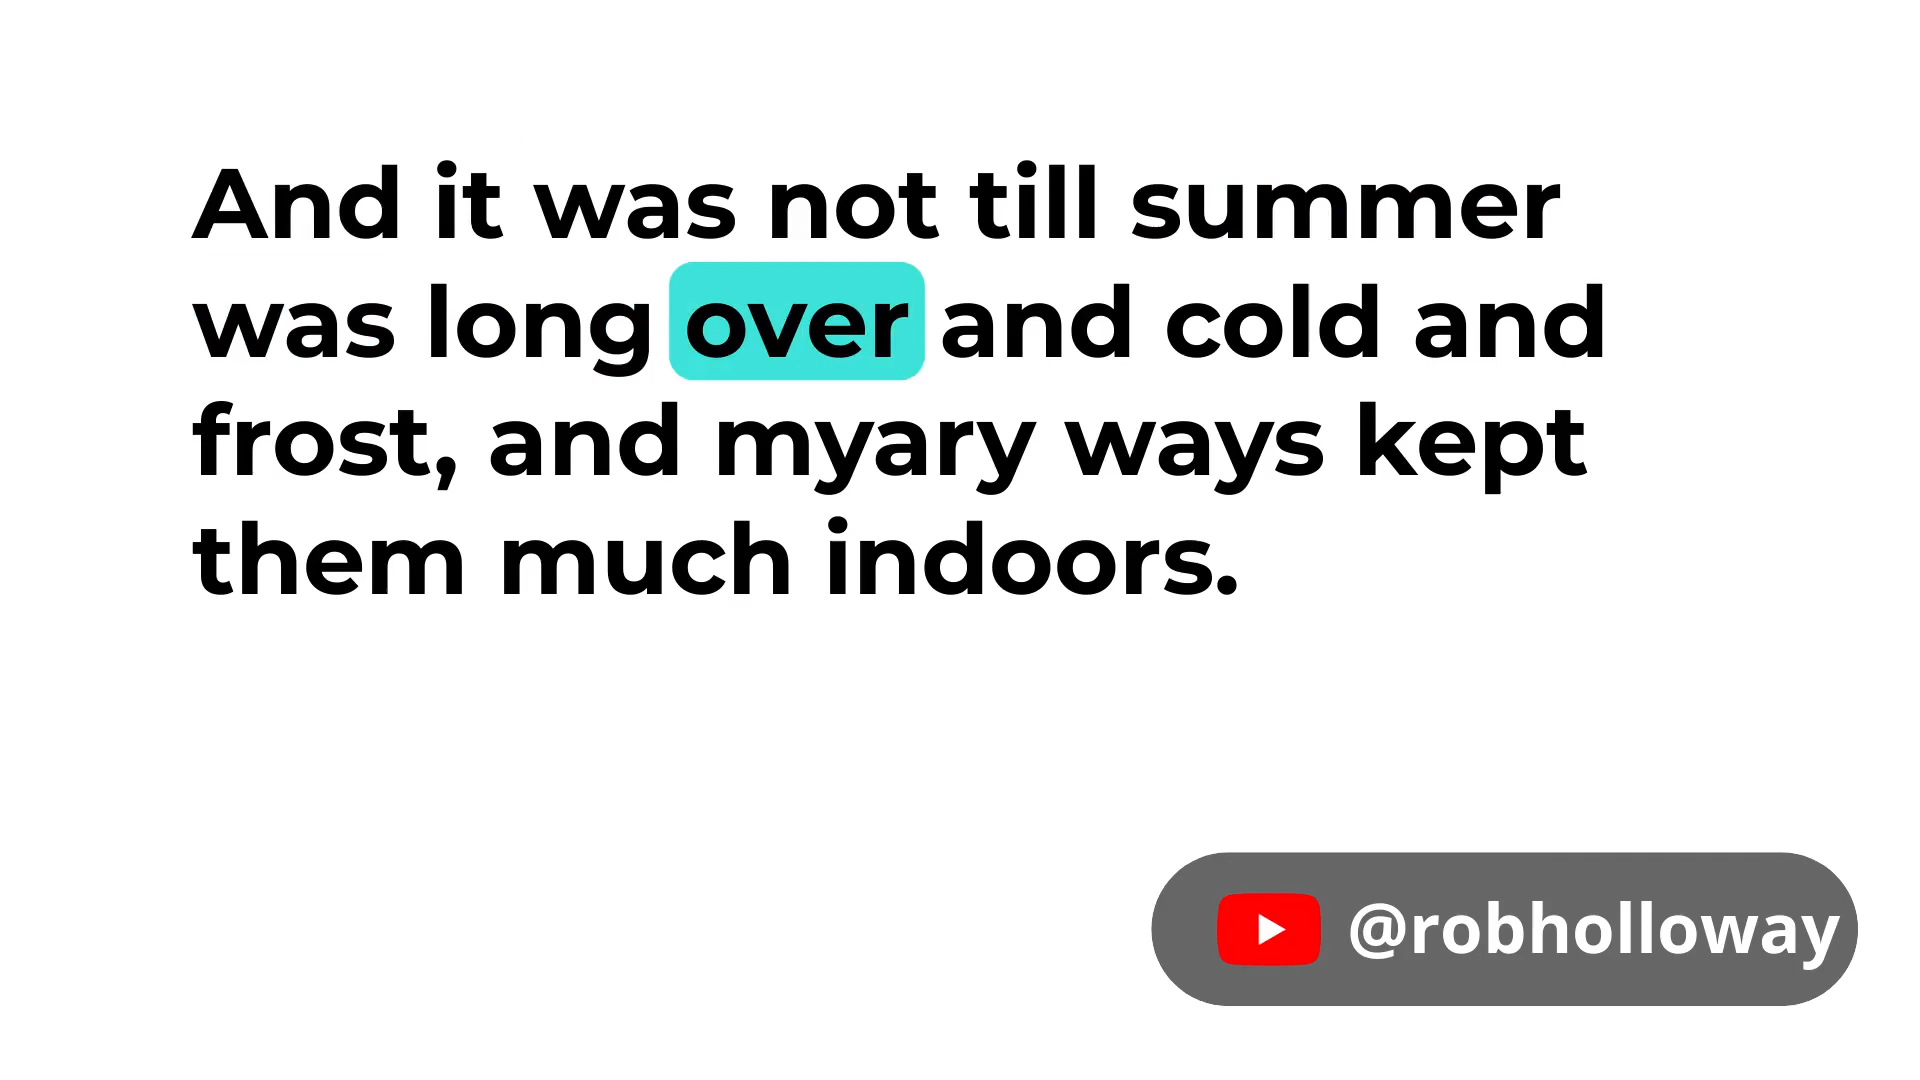 And it was not till summer
was long over and cold and
frost, and myary ways kept
them much indoors.
@robholloway